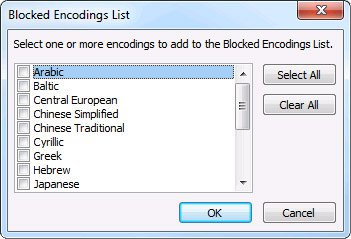 Blocked Encodings List
Select one or more encodings to add to the Blocked Encodings List.
Arabic
Baltic
Central European
Chinese Simplified
Chinese Traditional
Cyrillic
Greek
Hebrew
Japanese
Select All
Clear All
OK
Cancel